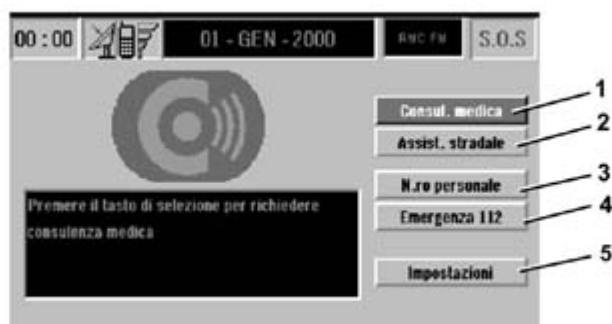 00 : 00
01 - GEN - 2000
RMC FM
S.O.S
Consul. medica
Assist. stradale
N.ro personale
Emergenza 112
Impostazioni
Premere il tasto di selezione per richiedere
consulenza medica
1
2
3
4
5